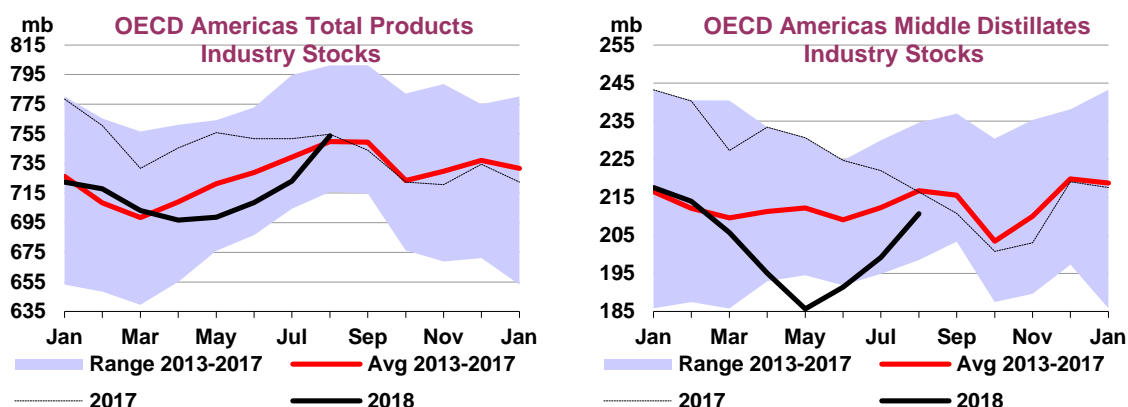 mb
OECD Americas Total Products
Industry Stocks
815
795
775
755
735
715
695
675
655
635
Jan Mar May Jul Sep Nov Jan
Range 2013-2017 Avg 2013-2017
2017 2018
mb
OECD Americas Middle Distillates
Industry Stocks
255
245
235
225
215
205
195
185
Jan Mar May Jul Sep Nov Jan
Range 2013-2017 Avg 2013-2017
2017 2018